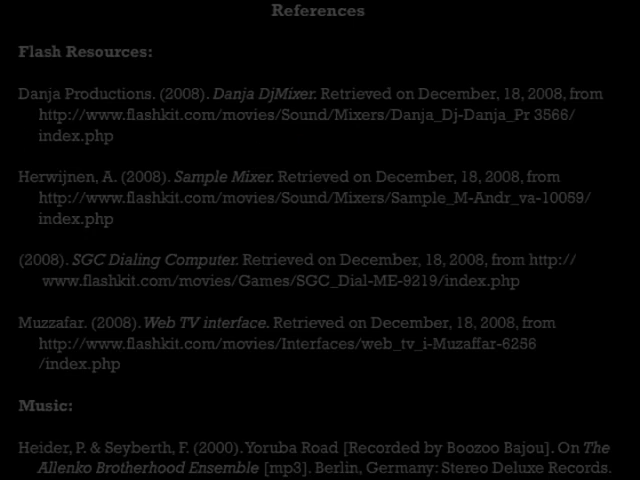 References
Flash Resources:
Danja Productions. (2008). Danja DjMixer. Retrieved on December, 18, 2008, from
http://www.flashkit.com/movies/Sound/Mixers/Danja_Dj-Danja_Pr 3566/
index.php
Herwijnen, A. (2008). Sample Mixer. Retrieved on December, 18, 2008, from
http://www.flashkit.com/movies/Sound/Mixers/Sample_M-Andr_va-10059/
index.php
(2008). SGC Dialing Computer. Retrieved on December, 18, 2008, from http://
www.flashkit.com/movies/Games/SGC_Dial-ME-9219/index.php
Muzzafar. (2008). Web TV interface. Retrieved on December, 18, 2008, from
http://www.flashkit.com/movies/Interfaces/web_tv_i-Muzaffar-6256
/index.php
Music:
Heider, P. & Seyberth, F. (2000). Yoruba Road [Recorded by Boozoo Bajou]. On The
Allenko Brotherhood Ensemble [mp3]. Berlin, Germany: Stereo Deluxe Records.